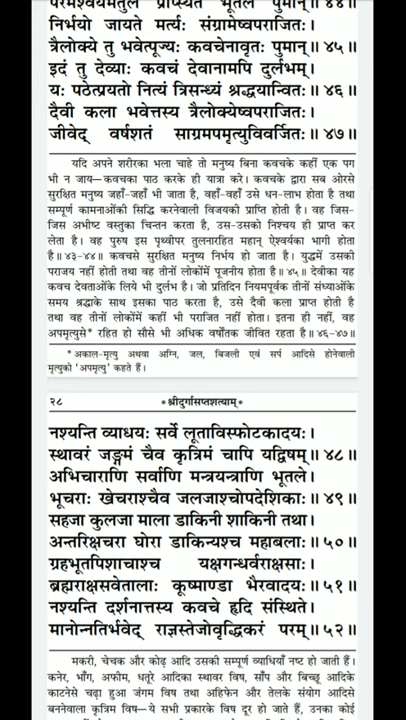 परमैश्वर्यमतुलं प्राप्स्यते भूतले पुमान्॥ ४४॥
निर्भयो जायते मर्त्यः संग्रामेष्वपराजितः।
त्रैलोक्ये तु भवेत्पूज्यः कवचेनावृतः पुमान्॥ ४५॥
इदं तु देव्याः कवचं देवानामपि दुर्लभम्।
यः पठेत्प्रयतो नित्यं त्रिसन्ध्यं श्रद्धयान्वितः॥ ४६॥
दैवी कला भवेत्तस्य त्रैलोक्येष्वपराजितः।
जीवेद् वर्षशतं साग्रमपमृत्युविवर्जितः॥ ४७॥
यदि अपने शरीरका भला चाहे तो मनुष्य बिना कवचके कहीं एक पग
भी न जाय—कवचका पाठ करके ही यात्रा करे। कवचके द्वारा सब ओरसे
सुरक्षित मनुष्य जहाँ-जहाँ भी जाता है, वहाँ-वहाँ उसे धन-लाभ होता है तथा
सम्पूर्ण कामनाओंकी सिद्धि करनेवाली विजयकी प्राप्ति होती है। वह जिस-
जिस अभीष्ट वस्तुका चिन्तन करता है, उस-उसको निश्चय ही प्राप्त कर
लेता है। वह पुरुष इस पृथ्वीपर तुलनारहित महान् ऐश्वर्यका भागी होता
है॥ ४३-४४॥ कवचसे सुरक्षित मनुष्य निर्भय हो जाता है। युद्धमें उसकी
पराजय नहीं होती तथा वह तीनों लोकोंमें पूजनीय होता है॥ ४५॥ देवीका यह
कवच देवताओंके लिये भी दुर्लभ है। जो प्रतिदिन नियमपूर्वक तीनों संध्याओंके
समय श्रद्धाके साथ इसका पाठ करता है, उसे दैवी कला प्राप्त होती है
तथा वह तीनों लोकोंमें कहीं भी पराजित नहीं होता। इतना ही नहीं, वह
अपमृत्युसे* रहित हो सौसे भी अधिक वर्षोंतक जीवित रहता है॥ ४६-४७॥
*अकाल-मृत्यु अथवा अग्नि, जल, बिजली एवं सर्प आदिसे होनेवाली
मृत्युको 'अपमृत्यु' कहते हैं।
२८ *श्रीदुर्गासप्तशत्याम्*
नश्यन्ति व्याधयः सर्वे लूताविस्फोटकादयः।
स्थावरं जङ्गमं चैव कृत्रिमं चापि यद्विषम्॥ ४८॥
अभिचाराणि सर्वाणि मन्त्रयन्त्राणि भूतले।
भूचराः खेचराश्चैव जलजाश्चोपदेशिकाः॥ ४९॥
सहजा कुलजा माला डाकिनी शाकिनी तथा।
अन्तरिक्षचरा घोरा डाकिन्यश्च महाबलाः॥ ५०॥
ग्रहभूतपिशाचाश्च यक्षगन्धर्वराक्षसाः।
ब्रह्मराक्षसवेतालाः कूष्माण्डा भैरवादयः॥ ५१॥
नश्यन्ति दर्शनात्तस्य कवचे हृदि संस्थिते।
मानोन्नतिर्भवेद् राज्ञस्तेजोवृद्धिकरं परम्॥ ५२॥
मकरी, चेचक और कोढ़ आदि उसकी सम्पूर्ण व्याधियाँ नष्ट हो जाती हैं।
कनेर, भाँग, अफीम, धतूरे आदिका स्थावर विष, साँप और बिच्छू आदिके
काटनेसे चढ़ा हुआ जंगम विष तथा अहिफेन और तेलके संयोग आदिसे
बननेवाला कृत्रिम विष—ये सभी प्रकारके विष दूर हो जाते हैं, उनका कोई